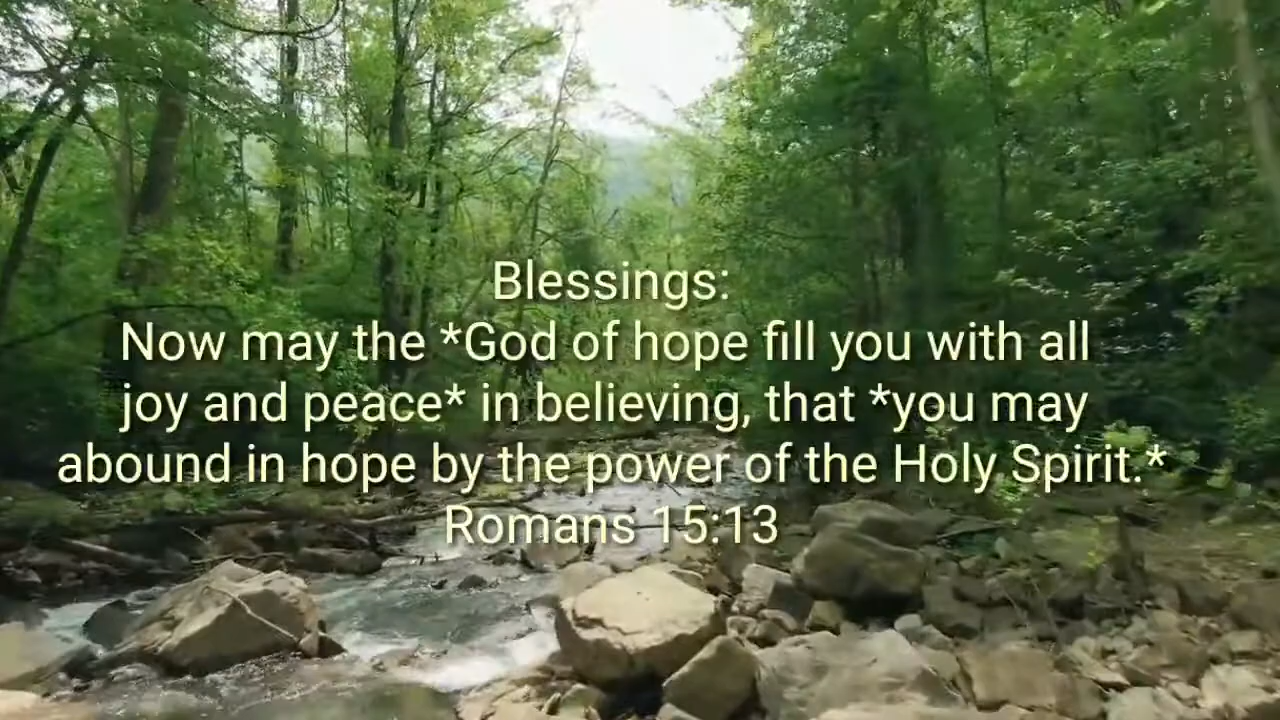 Blessings:
Now may the *God of hope fill you with all
joy and peace* in believing, that *you may
abound in hope by the power of the Holy Spirit.*
Romans 15:13